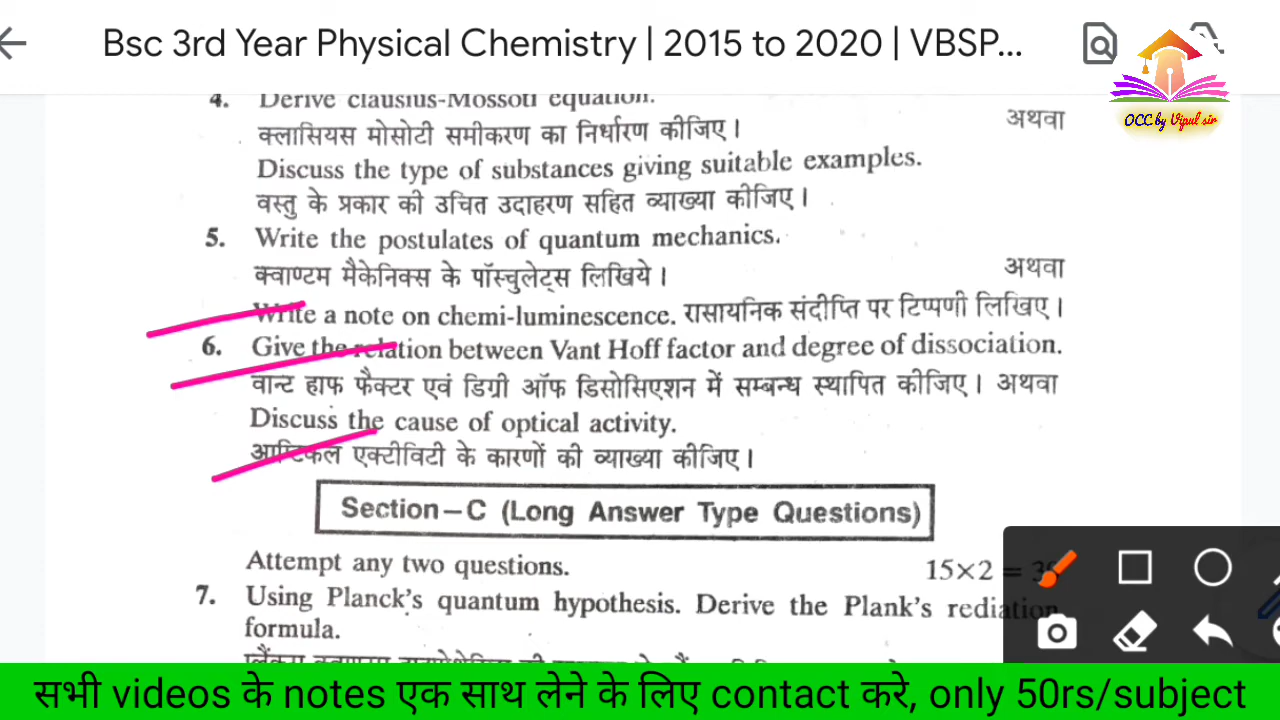 Bsc 3rd Year Physical Chemistry | 2015 to 2020 | VBSP...
OCC by Vipul sir
4. Derive clausius-Mossoti equation.
क्लासियस मोसोटी समीकरण का निर्धारण कीजिए। अथवा
Discuss the type of substances giving suitable examples.
वस्तु के प्रकार की उचित उदाहरण सहित व्याख्या कीजिए।
5. Write the postulates of quantum mechanics.
क्वाण्टम मैकेनिक्स के पॉस्चुलेट्स लिखिये। अथवा
Write a note on chemi-luminescence. रासायनिक संदीप्ति पर टिप्पणी लिखिए।
6. Give the relation between Vant Hoff factor and degree of dissociation.
वान्ट हाफ फैक्टर एवं डिग्री ऑफ डिसोसिएशन में सम्बन्ध स्थापित कीजिए। अथवा
Discuss the cause of optical activity.
आप्टिकल एक्टीविटी के कारणों की व्याख्या कीजिए।
Section-C (Long Answer Type Questions)
Attempt any two questions. 15×2 =
7. Using Planck's quantum hypothesis. Derive the Plank's rediation
formula.
सभी videos के notes एक साथ लेने के लिए contact करे, only 50rs/subject